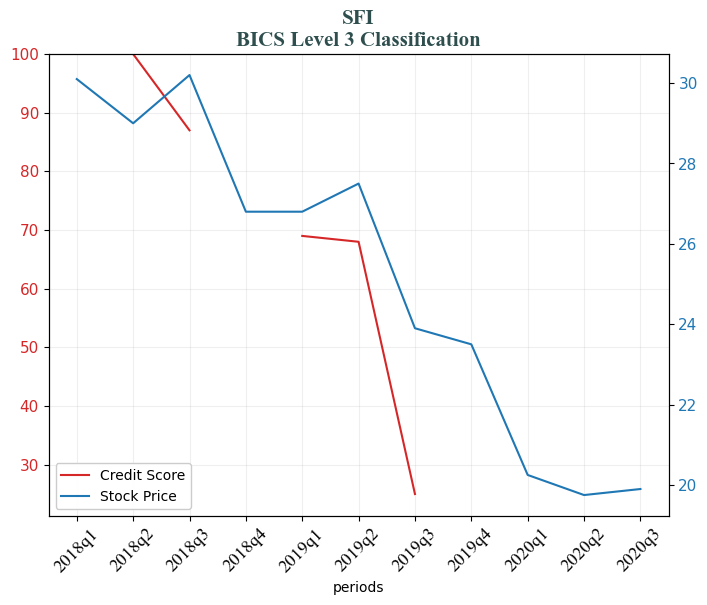 SFI
BICS Level 3 Classification
100
90
80
70
60
50
40
30
30
28
26
24
22
20
Credit Score
Stock Price
2018q1
2018q2
2018q3
2018q4
2019q1
2019q2
2019q3
2019q4
2020q1
2020q2
2020q3
periods